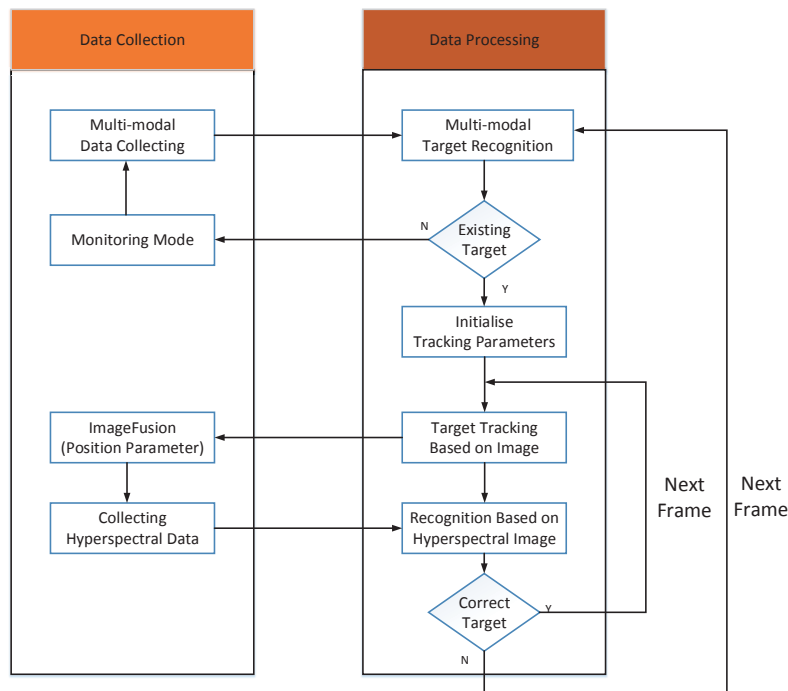 Data Collection
Data Processing
Multi-modal
Data Collecting
Multi-modal
Target Recognition
Monitoring Mode
N
Existing
Target
Y
Initialise
Tracking Parameters
ImageFusion
(Position Parameter)
Target Tracking
Based on Image
Next
Frame
Next
Frame
Collecting
Hyperspectral Data
Recognition Based on
Hyperspectral Image
Correct
Target
Y
N